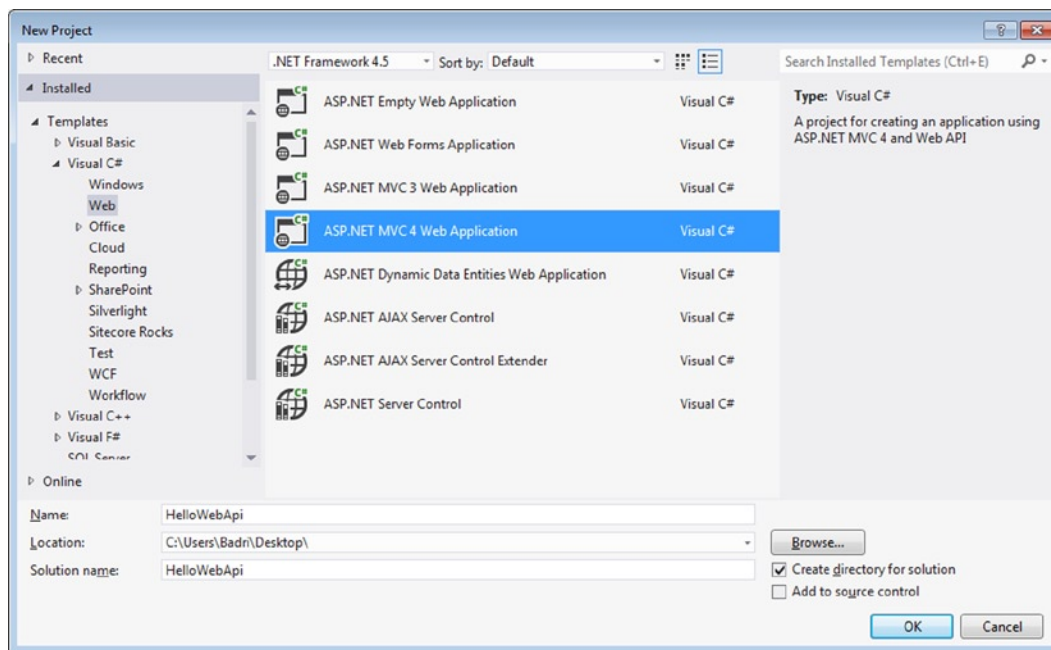 New Project
Recent
Installed
Templates
Visual Basic
Visual C#
Windows
Web
Office
Cloud
Reporting
SharePoint
Silverlight
Sitecore Rocks
Test
WCF
Workflow
Visual C++
Visual F#
SQL Server
Online
.NET Framework 4.5 Sort by: Default
ASP.NET Empty Web Application Visual C#
ASP.NET Web Forms Application Visual C#
ASP.NET MVC 3 Web Application Visual C#
ASP.NET MVC 4 Web Application Visual C#
ASP.NET Dynamic Data Entities Web Application Visual C#
ASP.NET AJAX Server Control Visual C#
ASP.NET AJAX Server Control Extender Visual C#
ASP.NET Server Control Visual C#
Search Installed Templates (Ctrl+E)
Type: Visual C#
A project for creating an application using
ASP.NET MVC 4 and Web API
Name: HelloWebApi
Location: C:\Users\Badri\Desktop\
Browse...
Solution name: HelloWebApi
Create directory for solution
Add to source control
OK Cancel